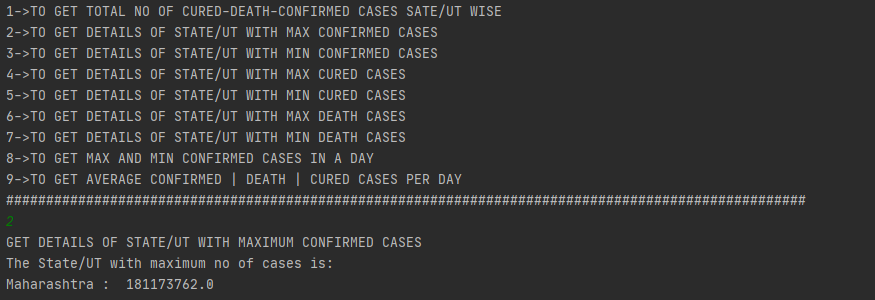 1->TO GET TOTAL NO OF CURED-DEATH-CONFIRMED CASES SATE/UT WISE
2->TO GET DETAILS OF STATE/UT WITH MAX CONFIRMED CASES
3->TO GET DETAILS OF STATE/UT WITH MIN CONFIRMED CASES
4->TO GET DETAILS OF STATE/UT WITH MAX CURED CASES
5->TO GET DETAILS OF STATE/UT WITH MIN CURED CASES
6->TO GET DETAILS OF STATE/UT WITH MAX DEATH CASES
7->TO GET DETAILS OF STATE/UT WITH MIN DEATH CASES
8->TO GET MAX AND MIN CONFIRMED CASES IN A DAY
9->TO GET AVERAGE CONFIRMED | DEATH | CURED CASES PER DAY
####################################################################################################
2
GET DETAILS OF STATE/UT WITH MAXIMUM CONFIRMED CASES
The State/UT with maximum no of cases is:
Maharashtra :  181173762.0